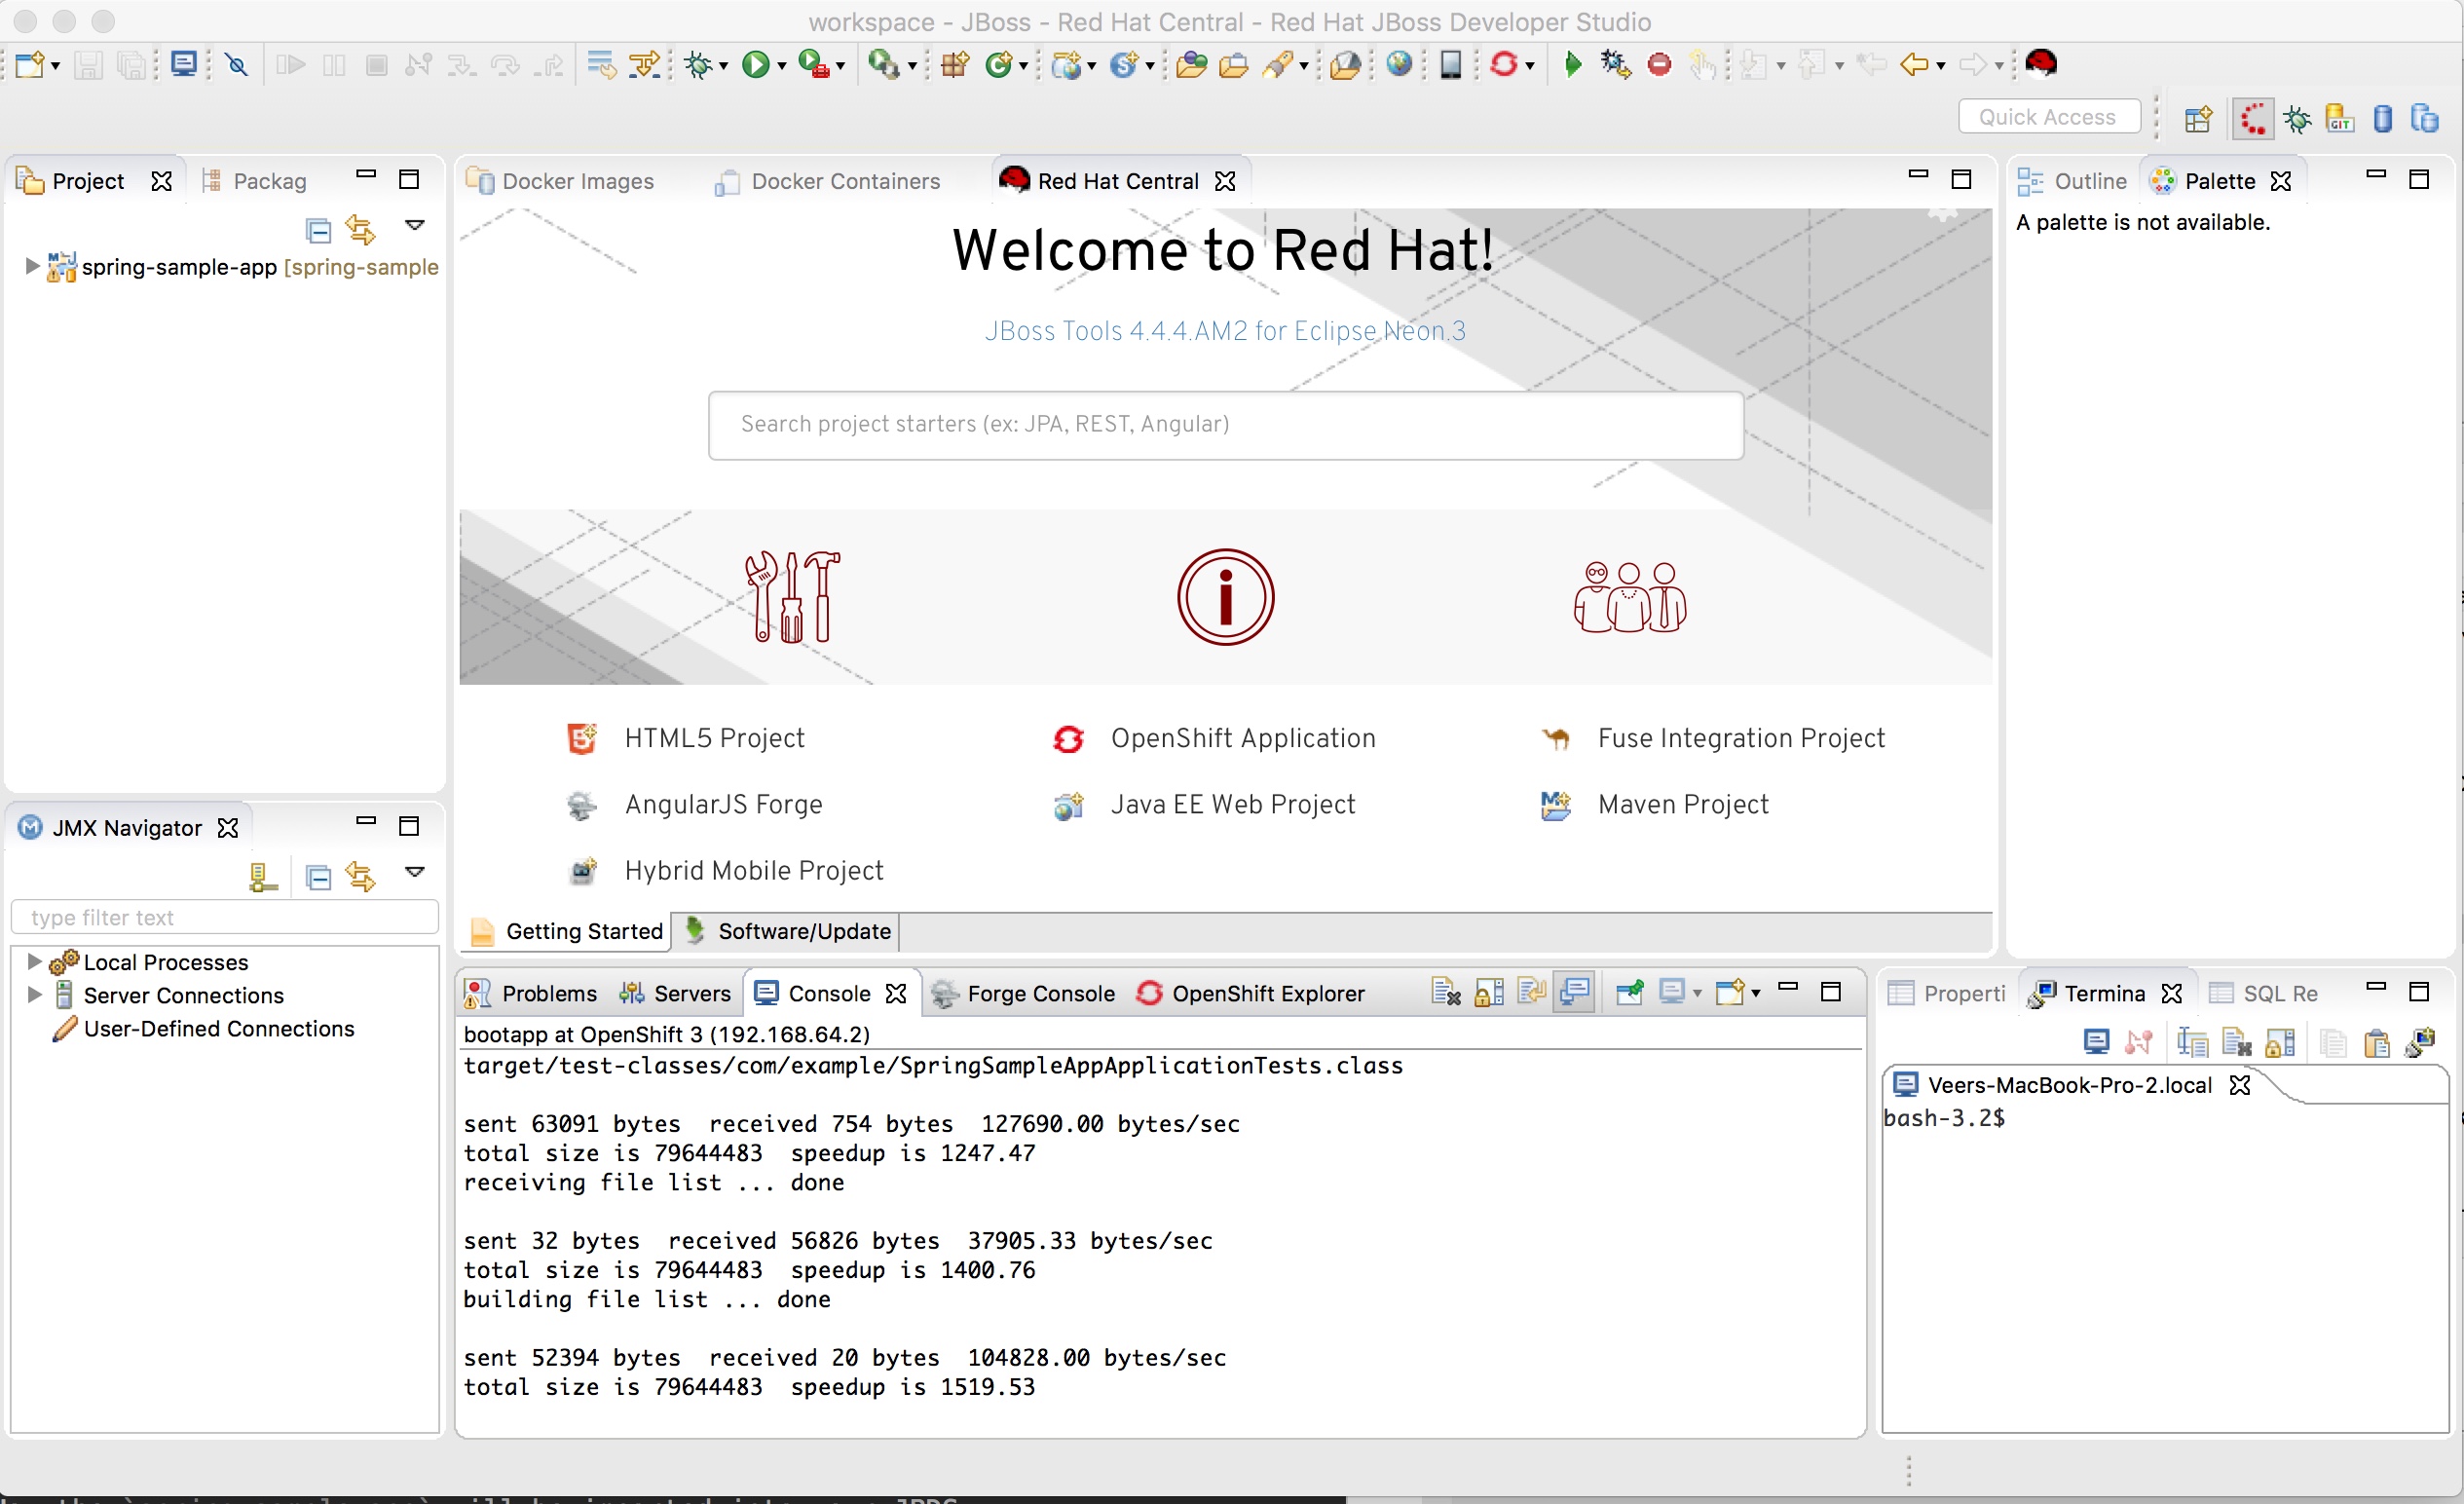 workspace - JBoss - Red Hat Central - Red Hat JBoss Developer Studio
Quick Access
GIT
Project
Packag
spring-sample-app [spring-sample
Docker Images
Docker Containers
Red Hat Central
Welcome to Red Hat!
JBoss Tools 4.4.4.AM2 for Eclipse Neon.3
Search project starters (ex: JPA, REST, Angular)
HTML5 Project
OpenShift Application
Fuse Integration Project
AngularJS Forge
Java EE Web Project
Maven Project
Hybrid Mobile Project
Getting Started
Software/Update
Outline
Palette
A palette is not available.
JMX Navigator
type filter text
Local Processes
Server Connections
User-Defined Connections
Problems
Servers
Console
Forge Console
OpenShift Explorer
bootapp at OpenShift 3 (192.168.64.2)
target/test-classes/com/example/SpringSampleAppApplicationTests.class
sent 63091 bytes  received 754 bytes  127690.00 bytes/sec
total size is 79644483  speedup is 1247.47
receiving file list ... done
sent 32 bytes  received 56826 bytes  37905.33 bytes/sec
total size is 79644483  speedup is 1400.76
building file list ... done
sent 52394 bytes  received 20 bytes  104828.00 bytes/sec
total size is 79644483  speedup is 1519.53
Properti
Termina
SQL Re
Veers-MacBook-Pro-2.local
bash-3.2$